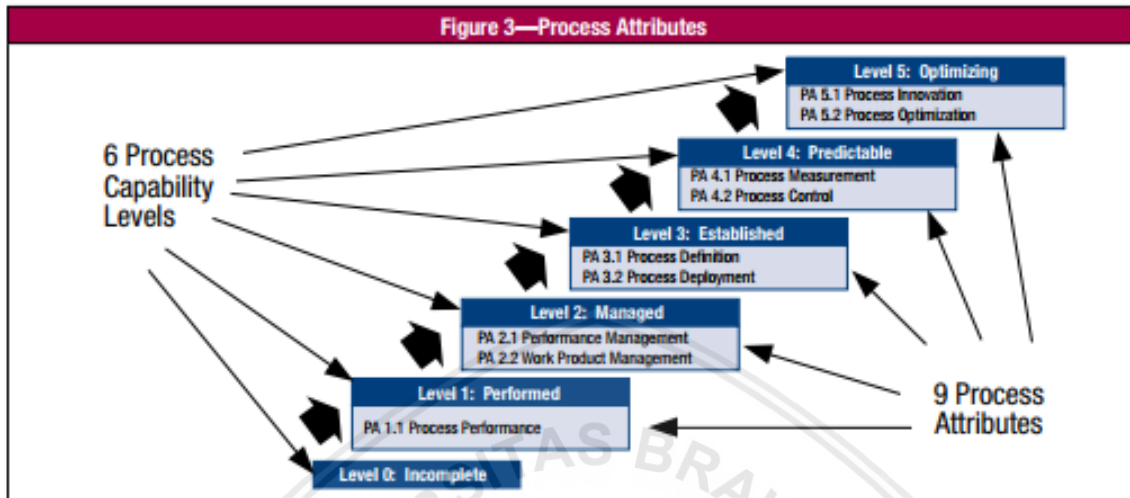 Figure 3—Process Attributes
Level 5: Optimizing
PA 5.1 Process Innovation
PA 5.2 Process Optimization
6 Process
Capability
Levels
Level 4: Predictable
PA 4.1 Process Measurement
PA 4.2 Process Control
Level 3: Established
PA 3.1 Process Definition
PA 3.2 Process Deployment
Level 2: Managed
PA 2.1 Performance Management
PA 2.2 Work Product Management
Level 1: Performed
PA 1.1 Process Performance
9 Process
Attributes
Level 0: Incomplete
SITAS BRA